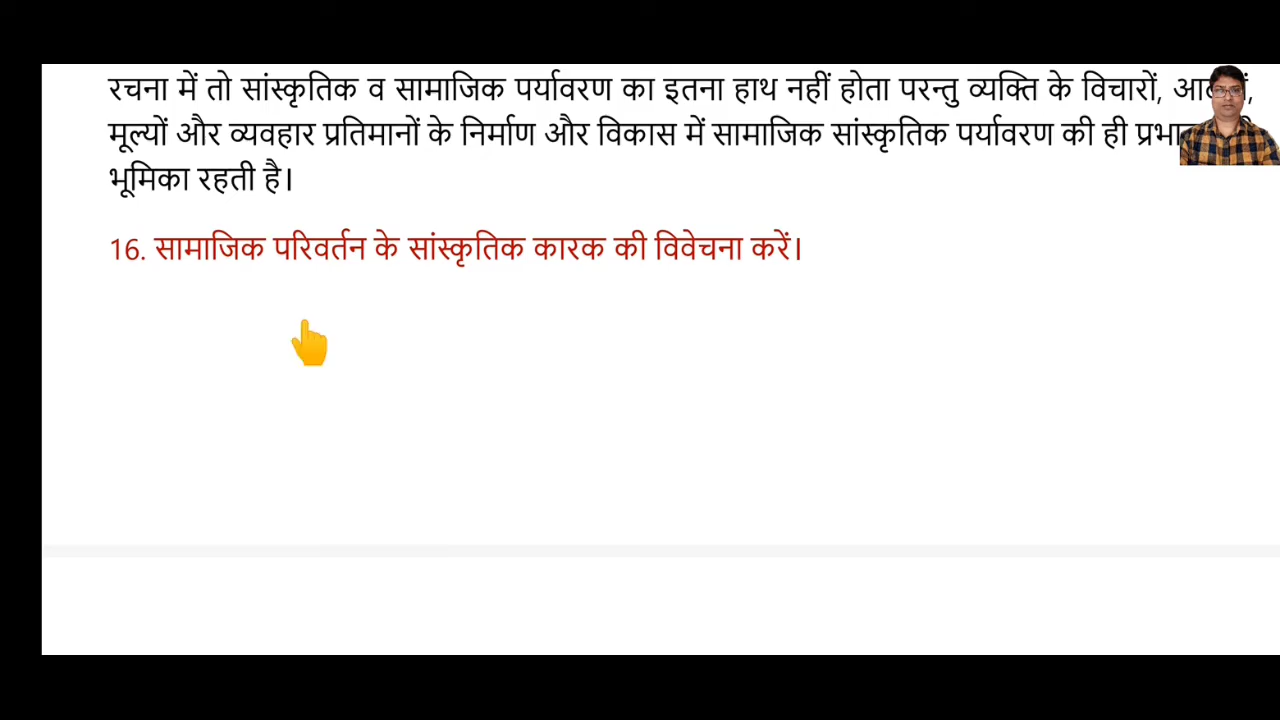 रचना में तो सांस्कृतिक व सामाजिक पर्यावरण का इतना हाथ नहीं होता परन्तु व्यक्ति के विचारों,
मूल्यों और व्यवहार प्रतिमानों के निर्माण और विकास में सामाजिक सांस्कृतिक पर्यावरण की ही
भूमिका रहती है।
16. सामाजिक परिवर्तन के सांस्कृतिक कारक की विवेचना करें।